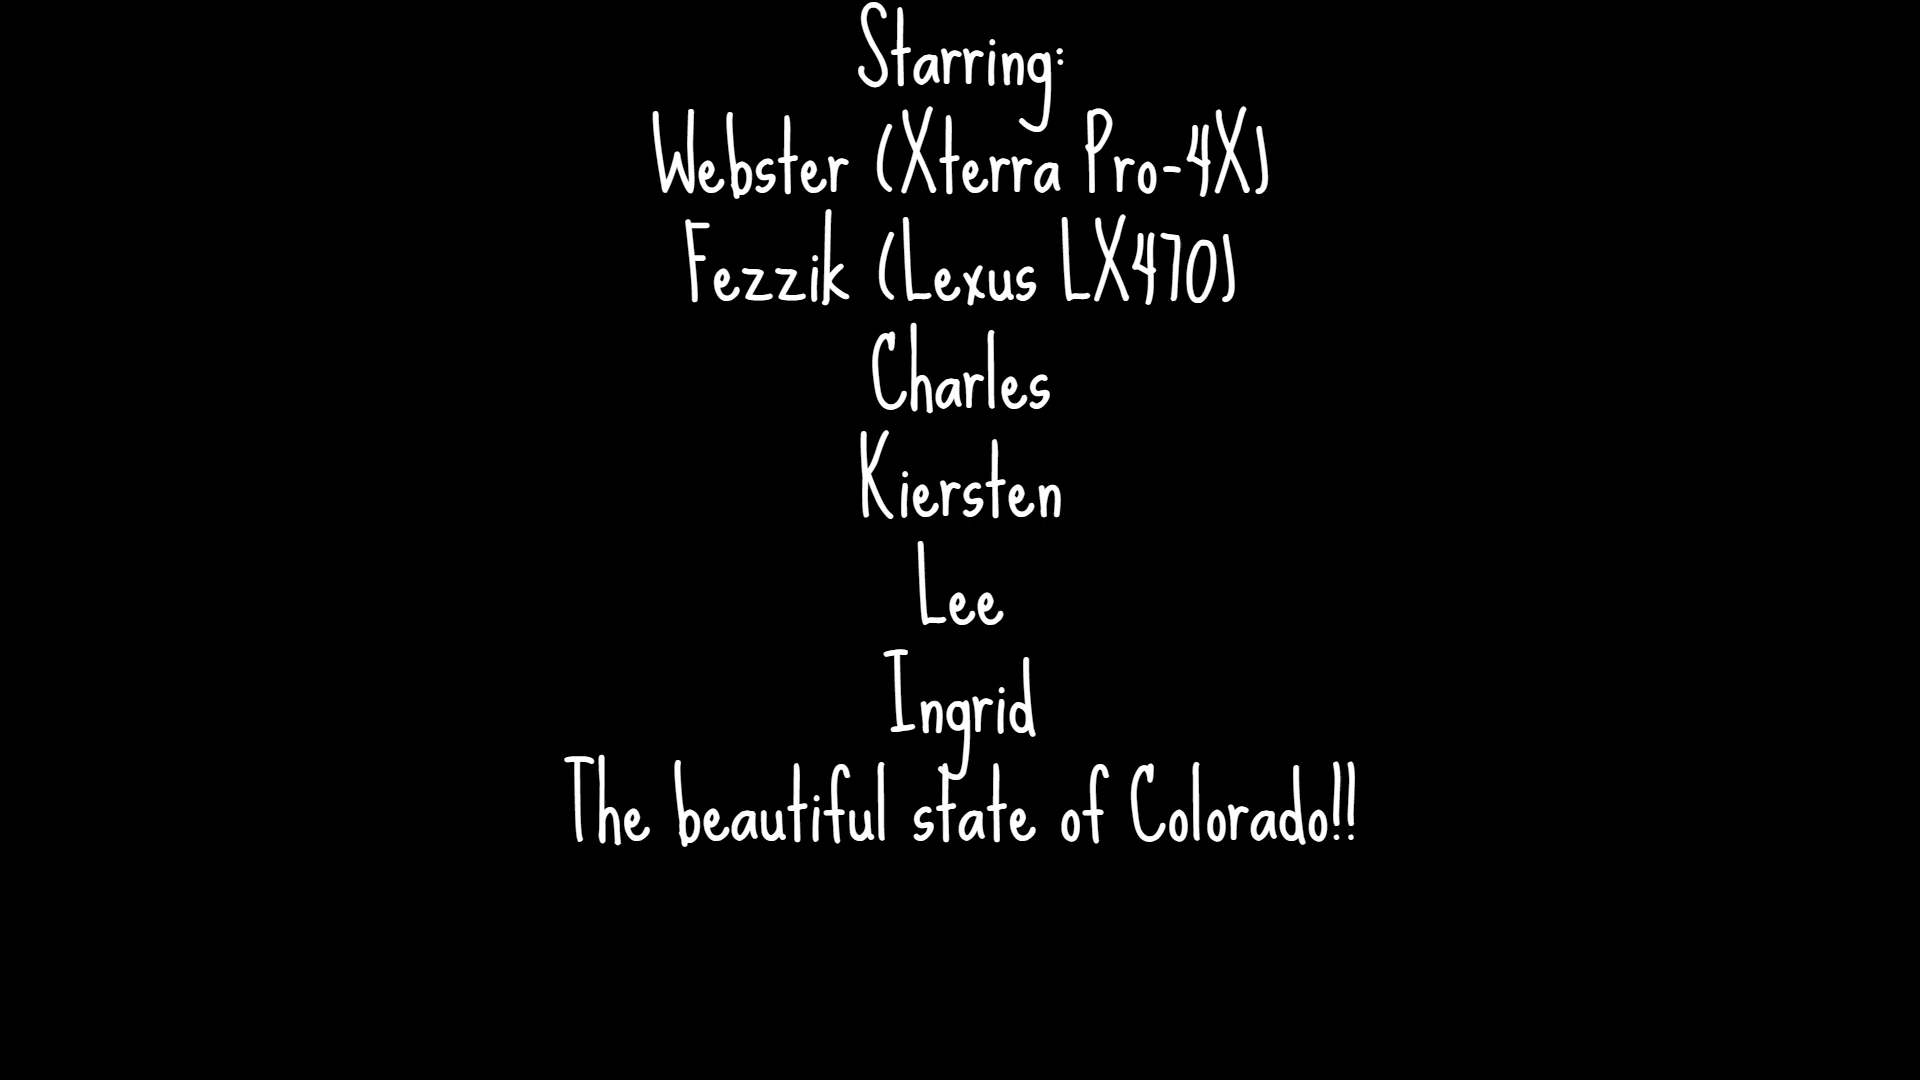 Starring:
Webster (Xterra Pro-4X)
Fezzik (Lexus LX470)
Charles
Kiersten
Lee
Ingrid
The beautiful state of Colorado!!